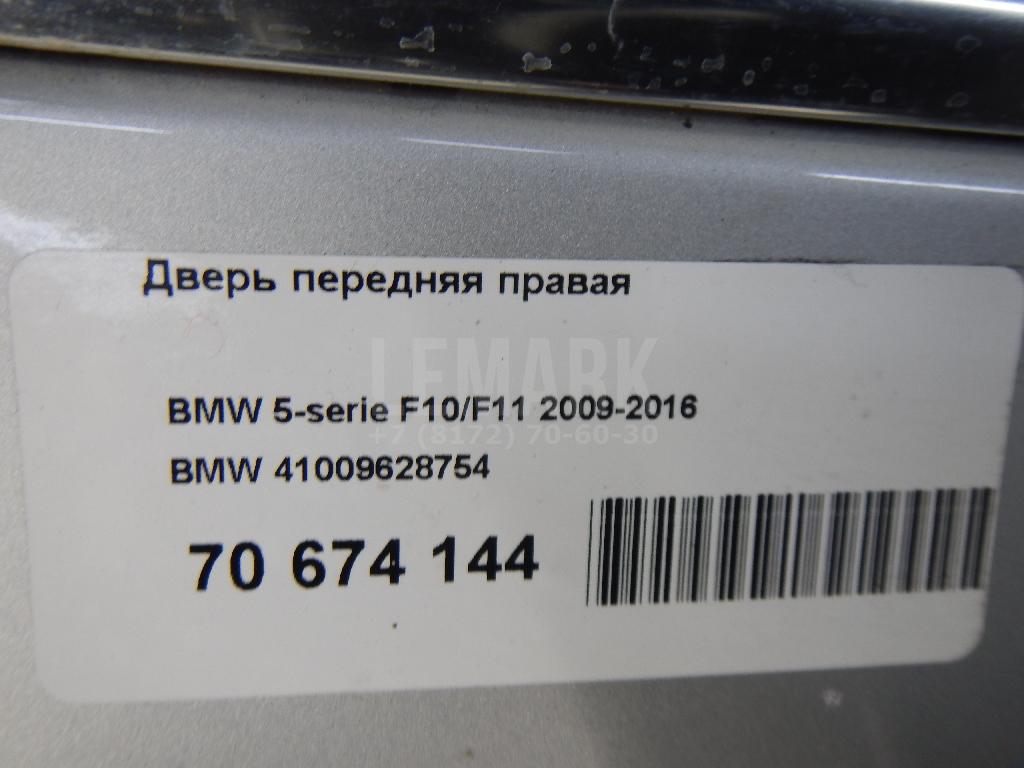 Дверь передняя правая
LEMARK
BMW 5-serie F10/F11 2009-2016
+7 (8172) 70-60-30
BMW 41009628754
70 674 144